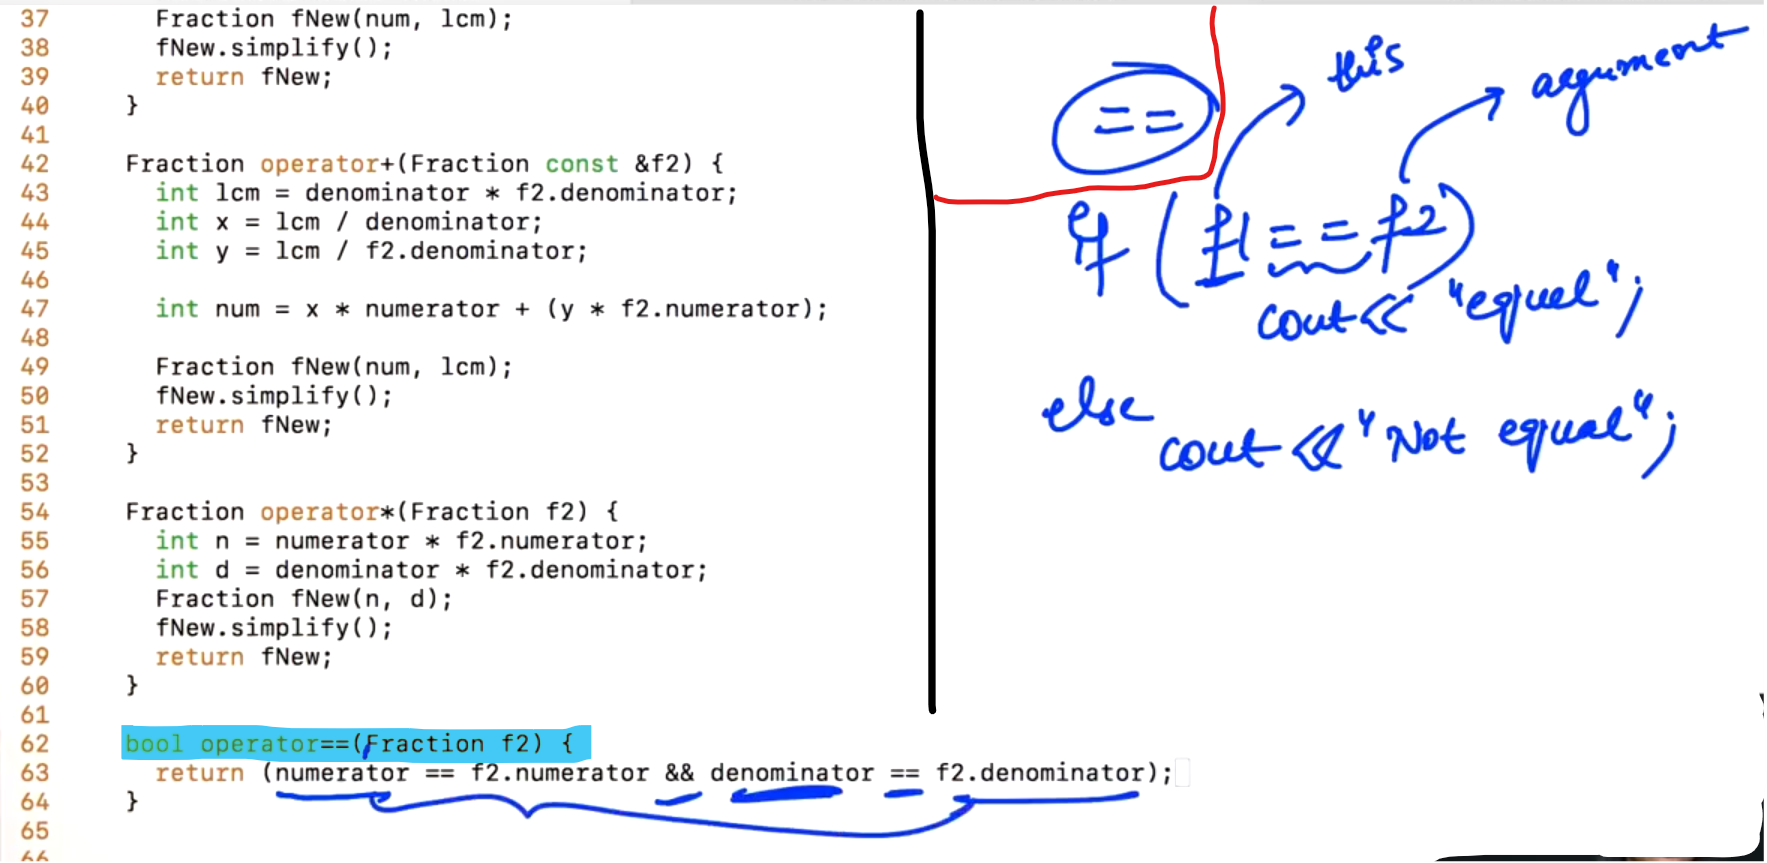 37 Fraction fNew(num, lcm);
38 fNew.simplify();
39 return fNew;
40 }
41
42 Fraction operator+(Fraction const &f2) {
43 int lcm = denominator * f2.denominator;
44 int x = lcm / denominator;
45 int y = lcm / f2.denominator;
46
47 int num = x * numerator + (y * f2.numerator);
48
49 Fraction fNew(num, lcm);
50 fNew.simplify();
51 return fNew;
52 }
53
54 Fraction operator*(Fraction f2) {
55 int n = numerator * f2.numerator;
56 int d = denominator * f2.denominator;
57 Fraction fNew(n, d);
58 fNew.simplify();
59 return fNew;
60 }
61
62 bool operator==(Fraction f2) {
63 return (numerator == f2.numerator && denominator == f2.denominator);
64 }
65
66
==
this
argument
if (f1 == f2)
cout << "equal";
else
cout << "Not equal";